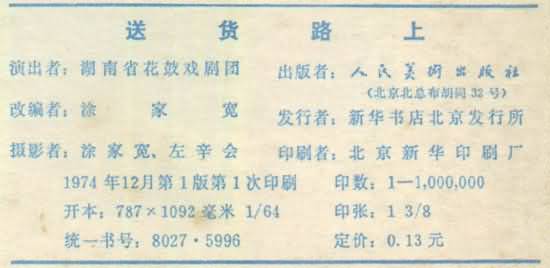 送货路上
演出者：湖南省花鼓戏剧团
改编者：涂家宽
摄影者：涂家宽、左辛会
出版者：人民美术出版社
（北京北总布胡同32号）
发行者：新华书店北京发行所
印刷者：北京新华印刷厂
1974年12月第1版第1次印刷
印数：1—1,000,000
开本：787×1092毫米 1/64
印张：1 3/8
统一书号：8027·5996
定价：0.13元